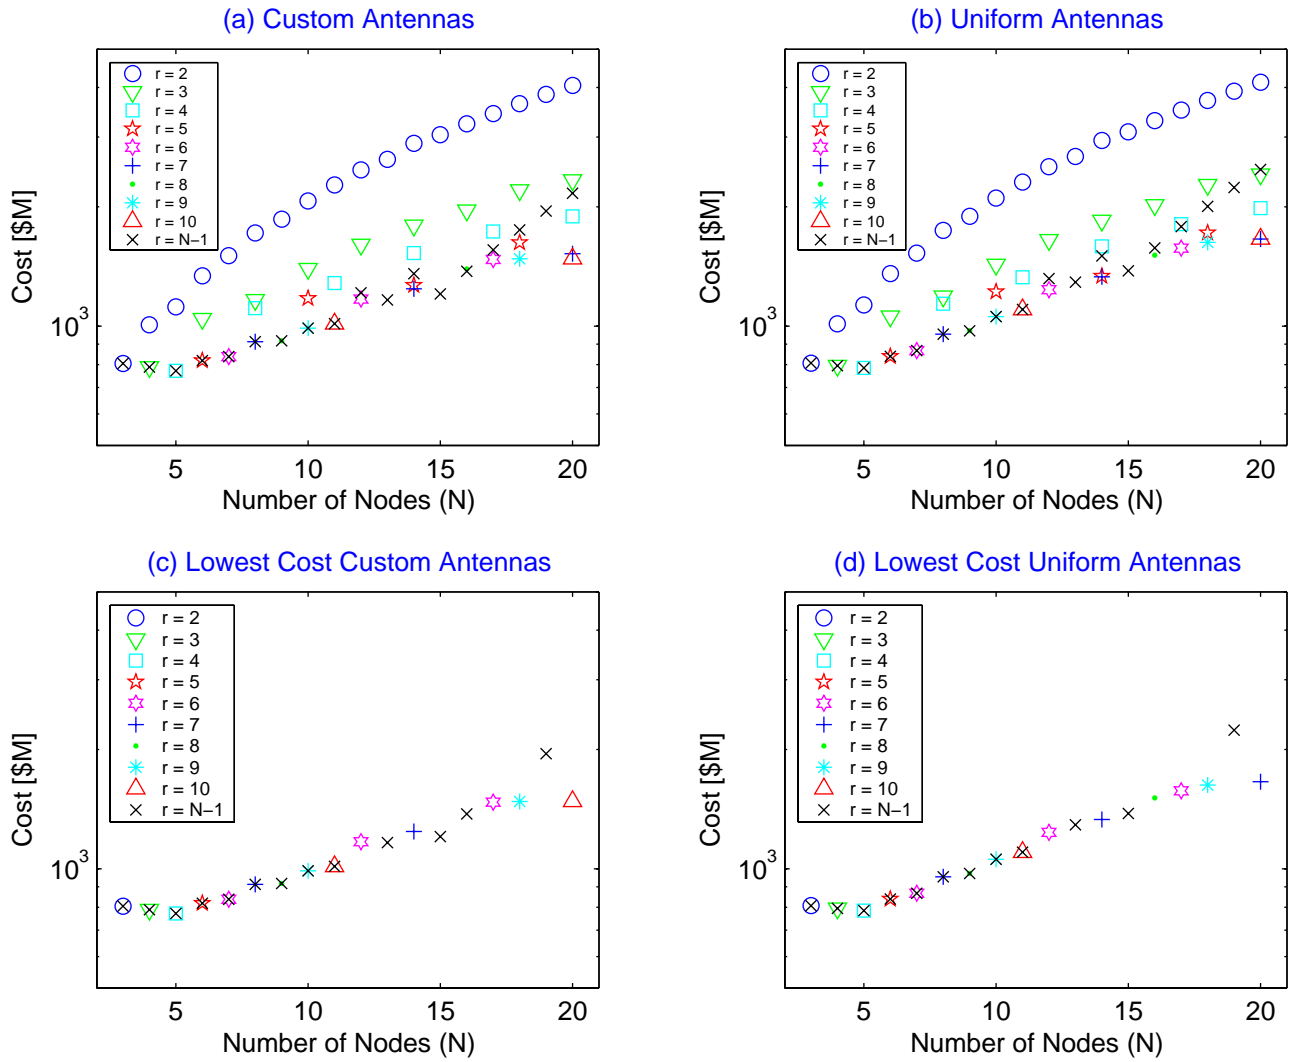 (a) Custom Antennas
Cost [$M]
10^3
r = 2
r = 3
r = 4
r = 5
r = 6
r = 7
r = 8
r = 9
r = 10
r = N−1
5 10 15 20
Number of Nodes (N)
(b) Uniform Antennas
Cost [$M]
10^3
r = 2
r = 3
r = 4
r = 5
r = 6
r = 7
r = 8
r = 9
r = 10
r = N−1
5 10 15 20
Number of Nodes (N)
(c) Lowest Cost Custom Antennas
Cost [$M]
10^3
r = 2
r = 3
r = 4
r = 5
r = 6
r = 7
r = 8
r = 9
r = 10
r = N−1
5 10 15 20
Number of Nodes (N)
(d) Lowest Cost Uniform Antennas
Cost [$M]
10^3
r = 2
r = 3
r = 4
r = 5
r = 6
r = 7
r = 8
r = 9
r = 10
r = N−1
5 10 15 20
Number of Nodes (N)